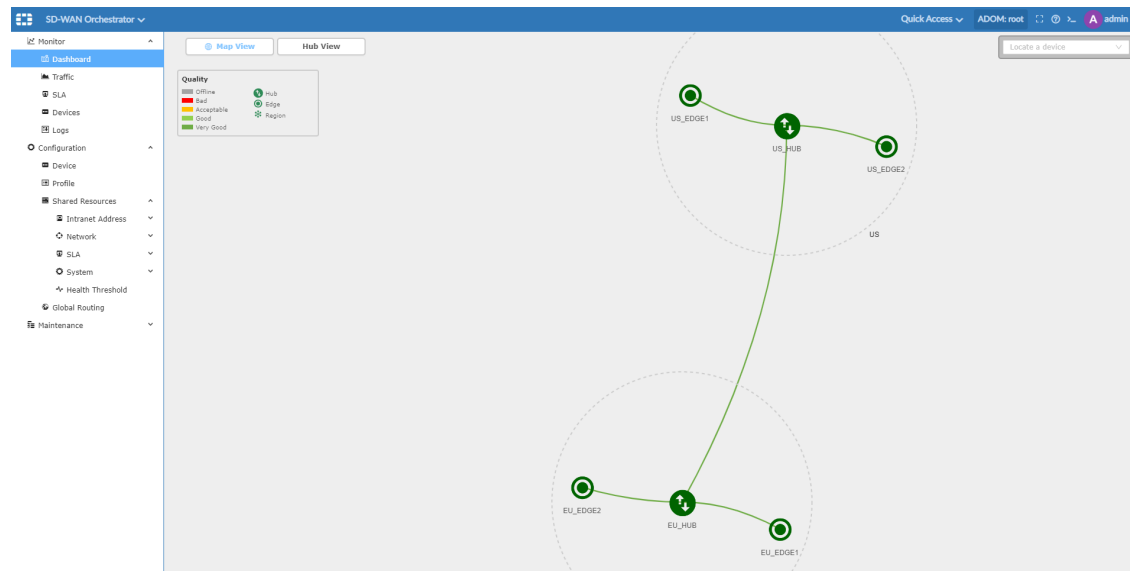 SD-WAN Orchestrator
Quick Access
ADOM: root
A
admin
Monitor
Dashboard
Traffic
SLA
Devices
Logs
Configuration
Device
Profile
Shared Resources
Intranet Address
Network
SLA
System
Health Threshold
Global Routing
Maintenance
Map View
Hub View
Locate a device
Quality
Offline
Bad
Acceptable
Good
Very Good
Hub
Edge
Region
US_EDGE1
US_HUB
US_EDGE2
US
EU_EDGE2
EU_HUB
EU_EDGE1